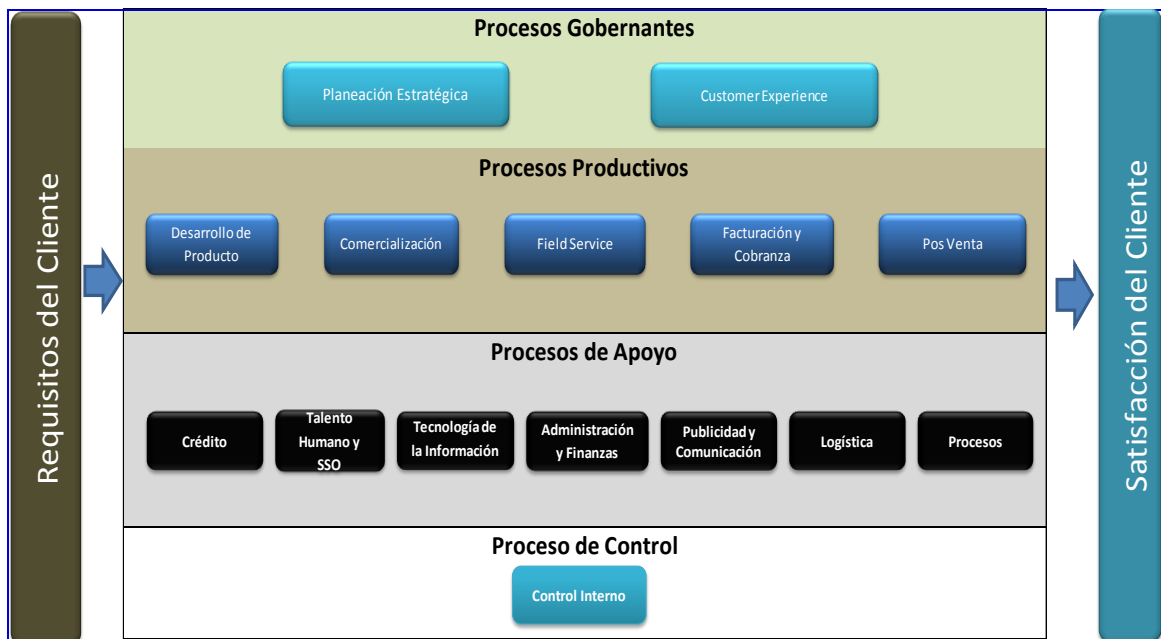 Requisitos del Cliente
Procesos Gobernantes
Planeación Estratégica
Customer Experience
Procesos Productivos
Desarrollo de
Producto
Comercialización
Field Service
Facturación y
Cobranza
Pos Venta
Procesos de Apoyo
Crédito
Talento
Humano y
SSO
Tecnología de
la Información
Administración
y Finanzas
Publicidad y
Comunicación
Logística
Procesos
Proceso de Control
Control Interno
Satisfacción del Cliente